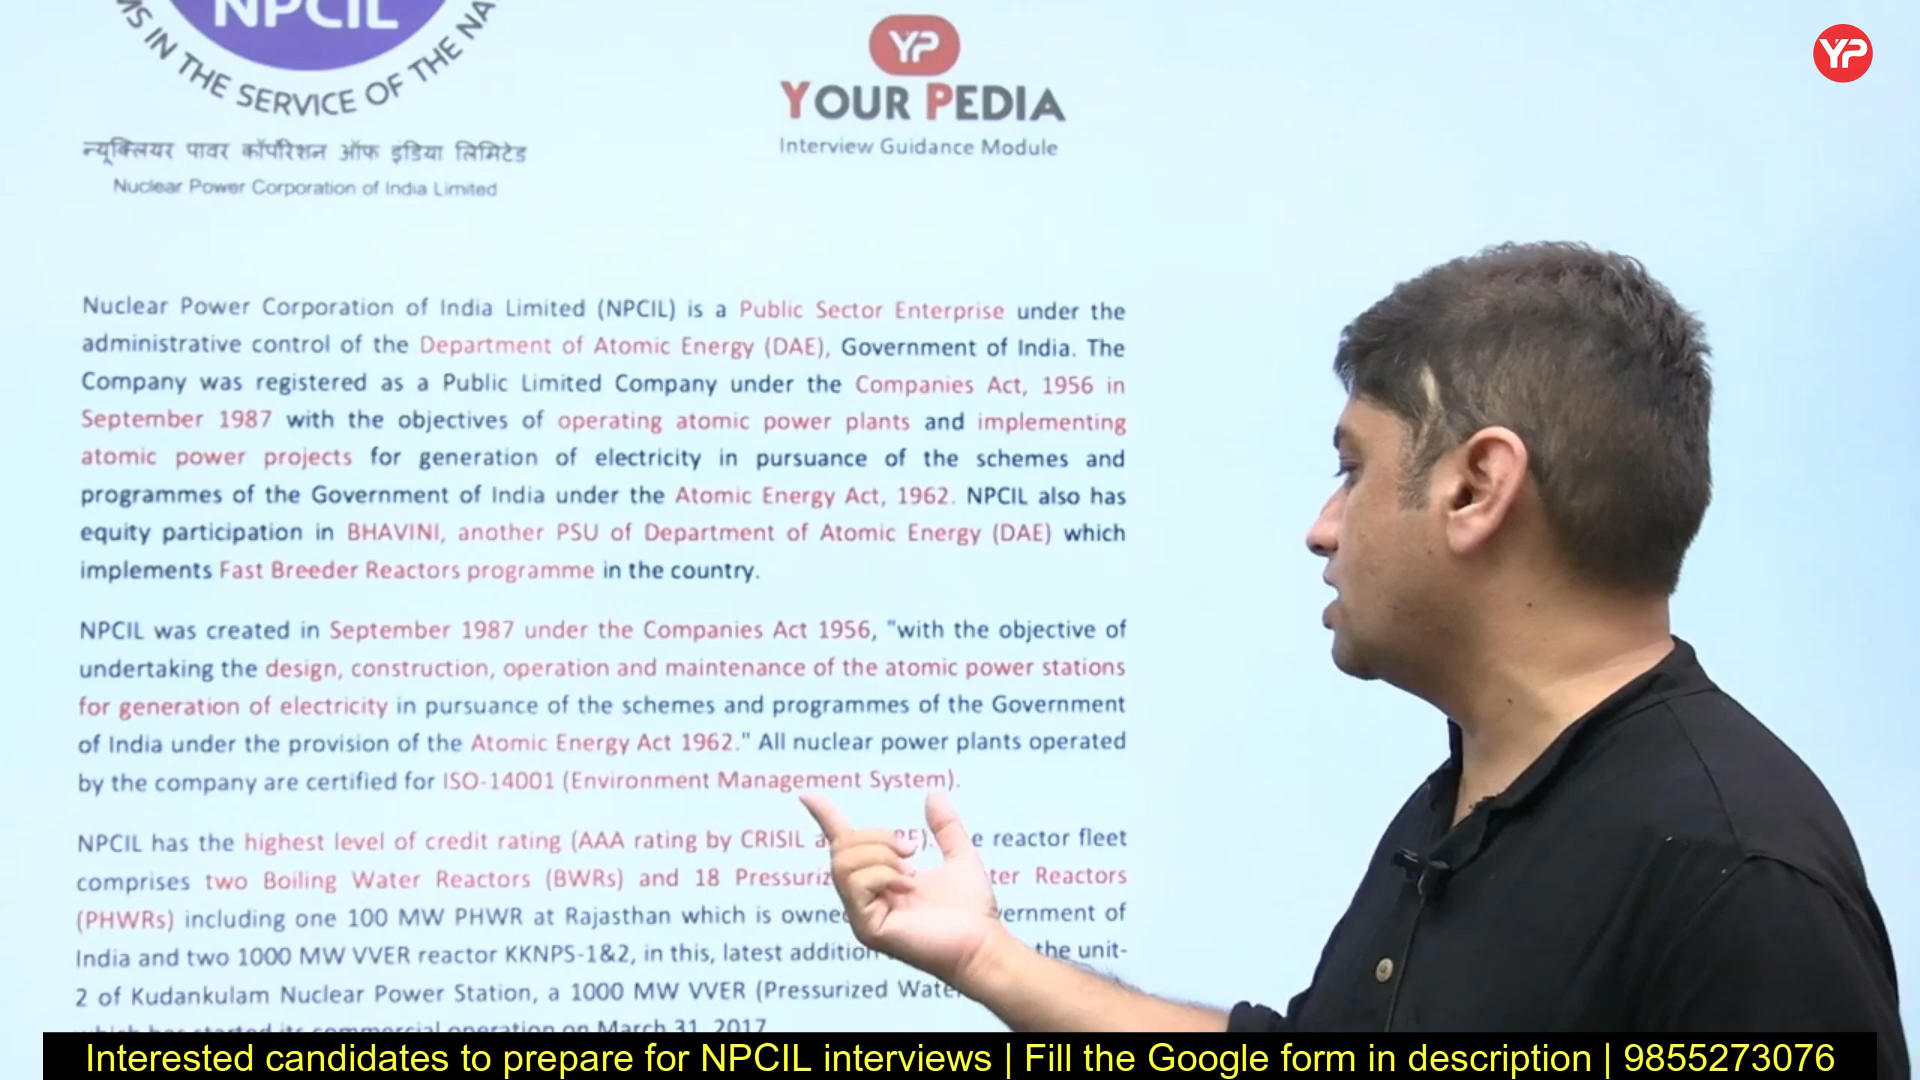 NPCIL
MS IN THE SERVICE OF THE NA
न्यूक्लियर पावर कॉर्पोरेशन ऑफ इंडिया लिमिटेड
Nuclear Power Corporation of India Limited
YP
YOUR PEDIA
Interview Guidance Module
YP
Nuclear Power Corporation of India Limited (NPCIL) is a Public Sector Enterprise under the
administrative control of the Department of Atomic Energy (DAE), Government of India. The
Company was registered as a Public Limited Company under the Companies Act, 1956 in
September 1987 with the objectives of operating atomic power plants and implementing
atomic power projects for generation of electricity in pursuance of the schemes and
programmes of the Government of India under the Atomic Energy Act, 1962. NPCIL also has
equity participation in BHAVINI, another PSU of Department of Atomic Energy (DAE) which
implements Fast Breeder Reactors programme in the country.
NPCIL was created in September 1987 under the Companies Act 1956, "with the objective of
undertaking the design, construction, operation and maintenance of the atomic power stations
for generation of electricity in pursuance of the schemes and programmes of the Government
of India under the provision of the Atomic Energy Act 1962." All nuclear power plants operated
by the company are certified for ISO-14001 (Environment Management System).
NPCIL has the highest level of credit rating (AAA rating by CRISIL reactor fleet
comprises two Boiling Water Reactors (BWRs) and 18 Reactors
(PHWRs) including one 100 MW PHWR at Rajasthan which is of
India and two 1000 MW VVER reactor KKNPS-1&2, in this, latest addition the unit-
2 of Kudankulam Nuclear Power Station, a 1000 MW VVER (Pressurized
which has started its commercial operation on March 31, 2017
Interested candidates to prepare for NPCIL interviews | Fill the Google form in description | 9855273076